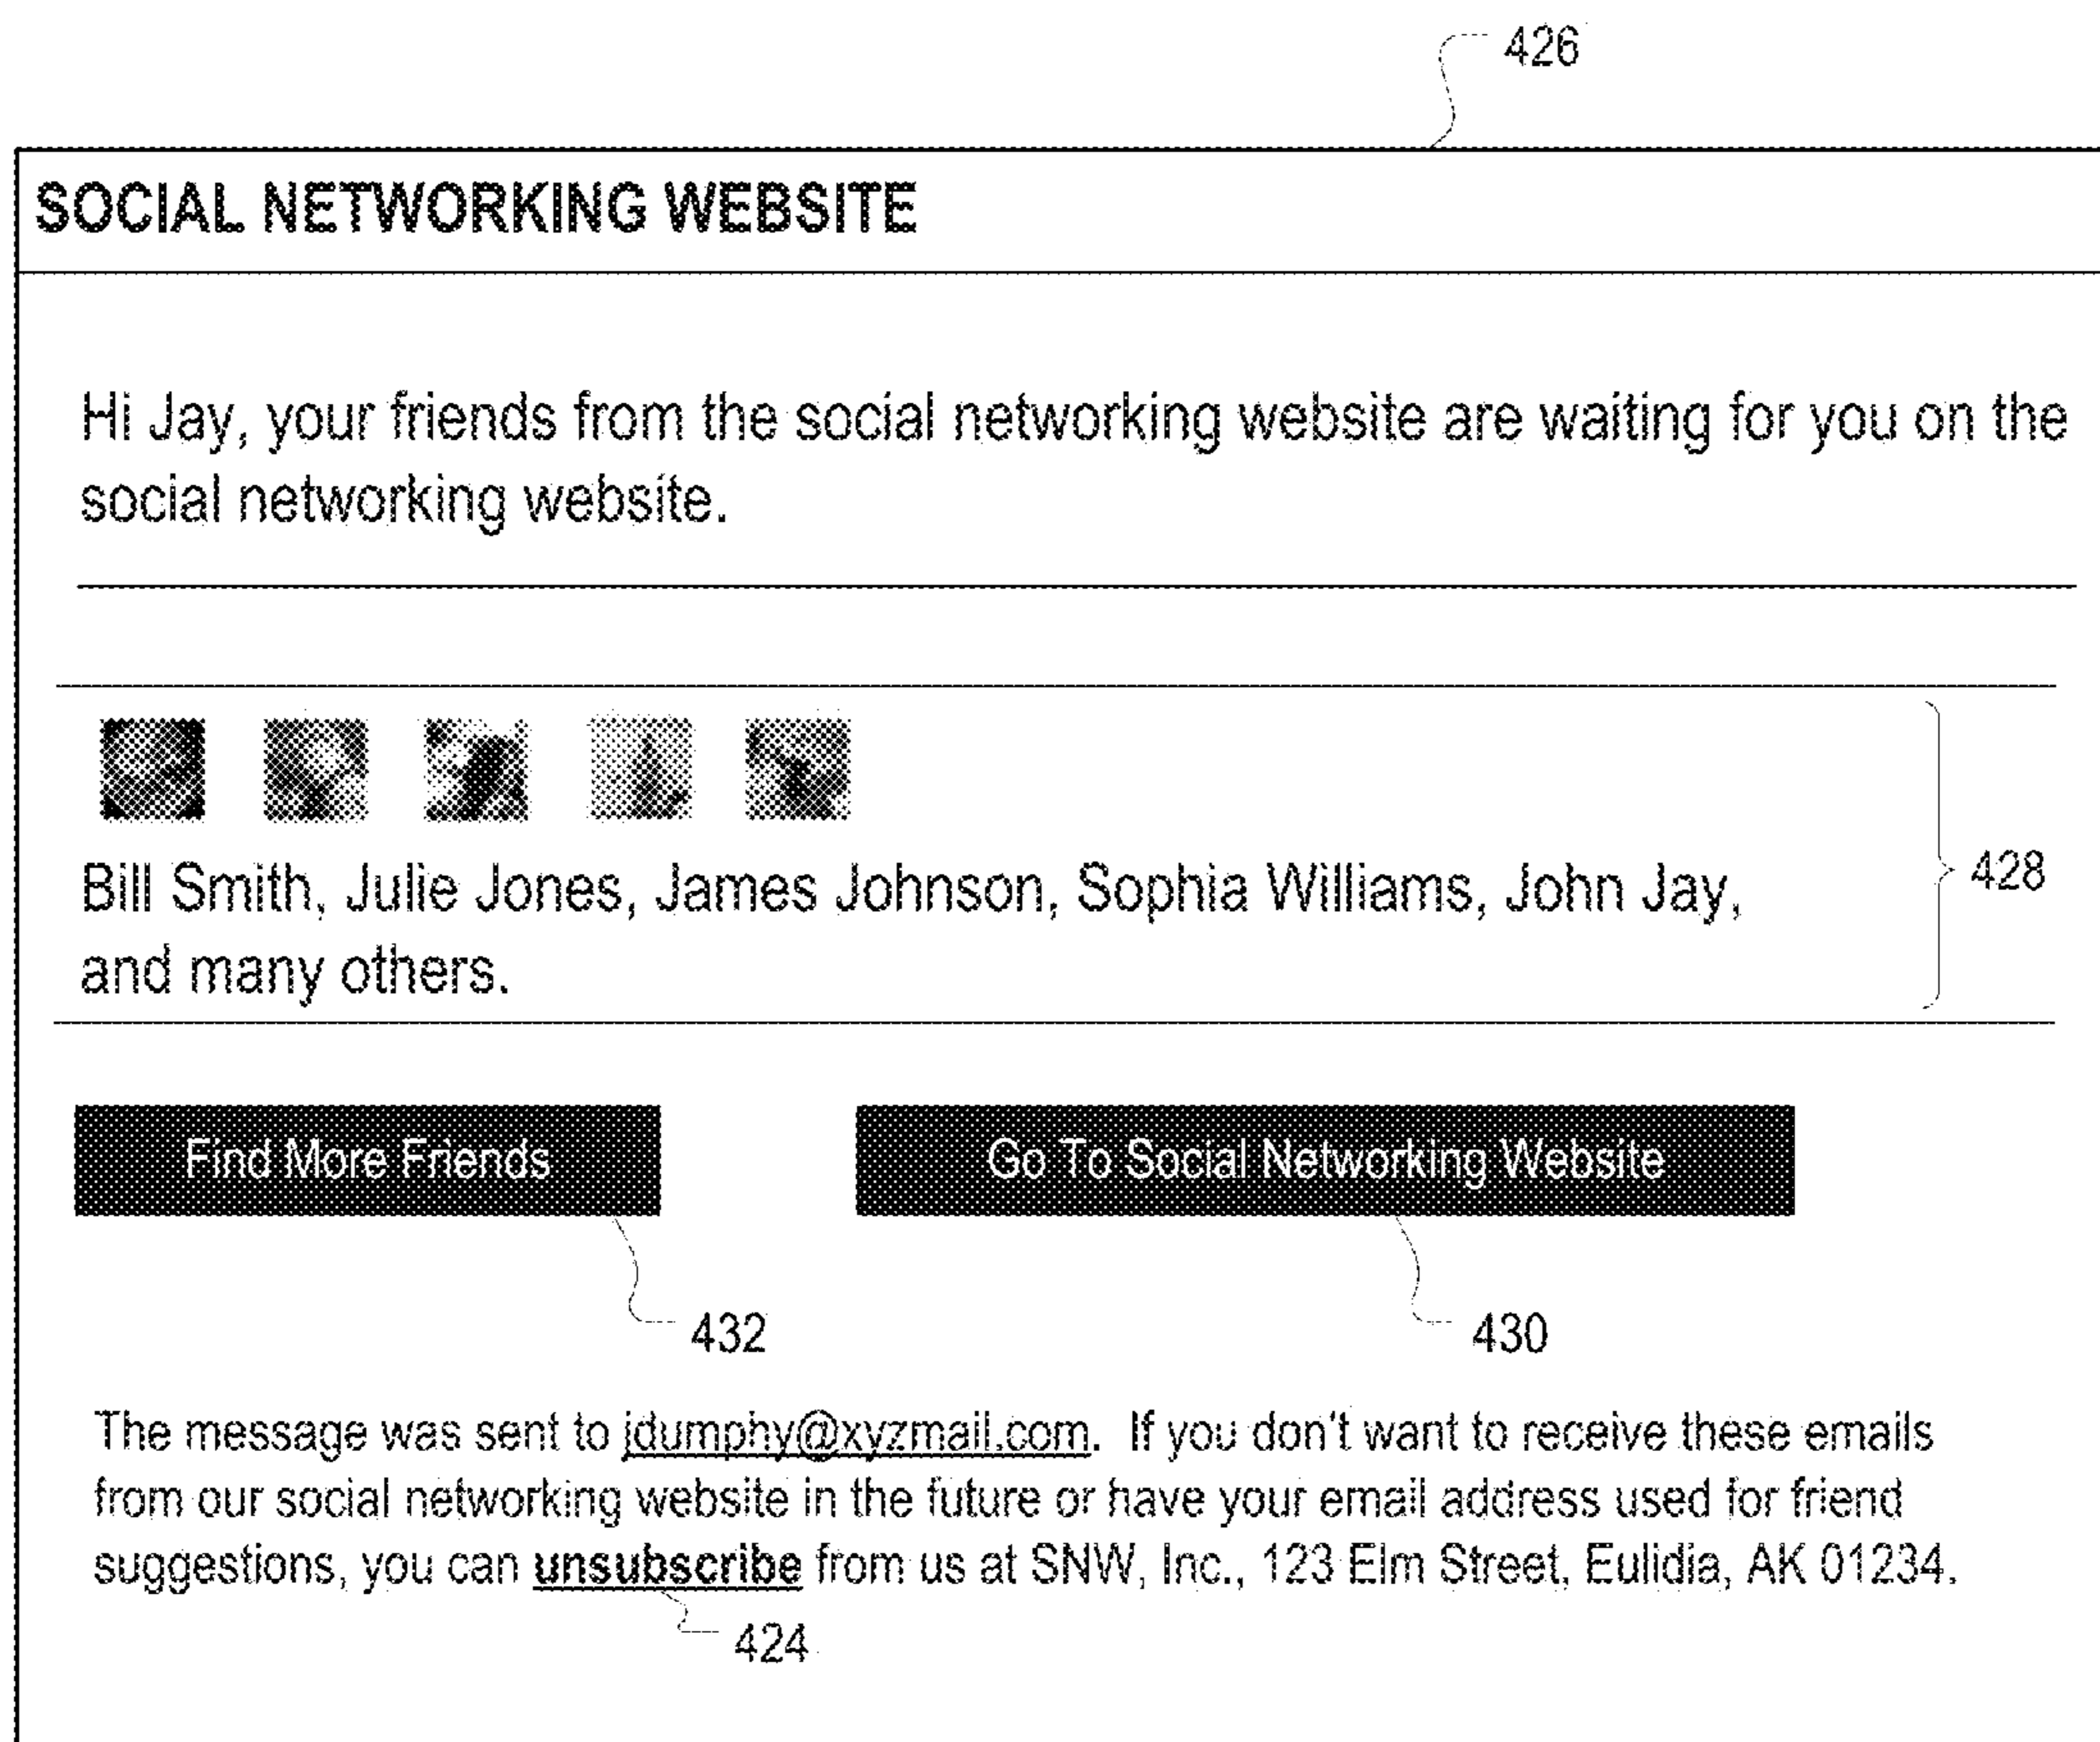 426
SOCIAL NETWORKING WEBSITE
Hi Jay, your friends from the social networking website are waiting for you on the
social networking website.
Bill Smith, Julie Jones, James Johnson, Sophia Williams, John Jay,
and many others.
428
Find More Friends
Go To Social Networking Website
432
430
The message was sent to jdumphy@xyzmail.com. If you don't want to receive these emails
from our social networking website in the future or have your email address used for friend
suggestions, you can unsubscribe from us at SNW, Inc., 123 Elm Street, Eulidia, AK 01234.
424